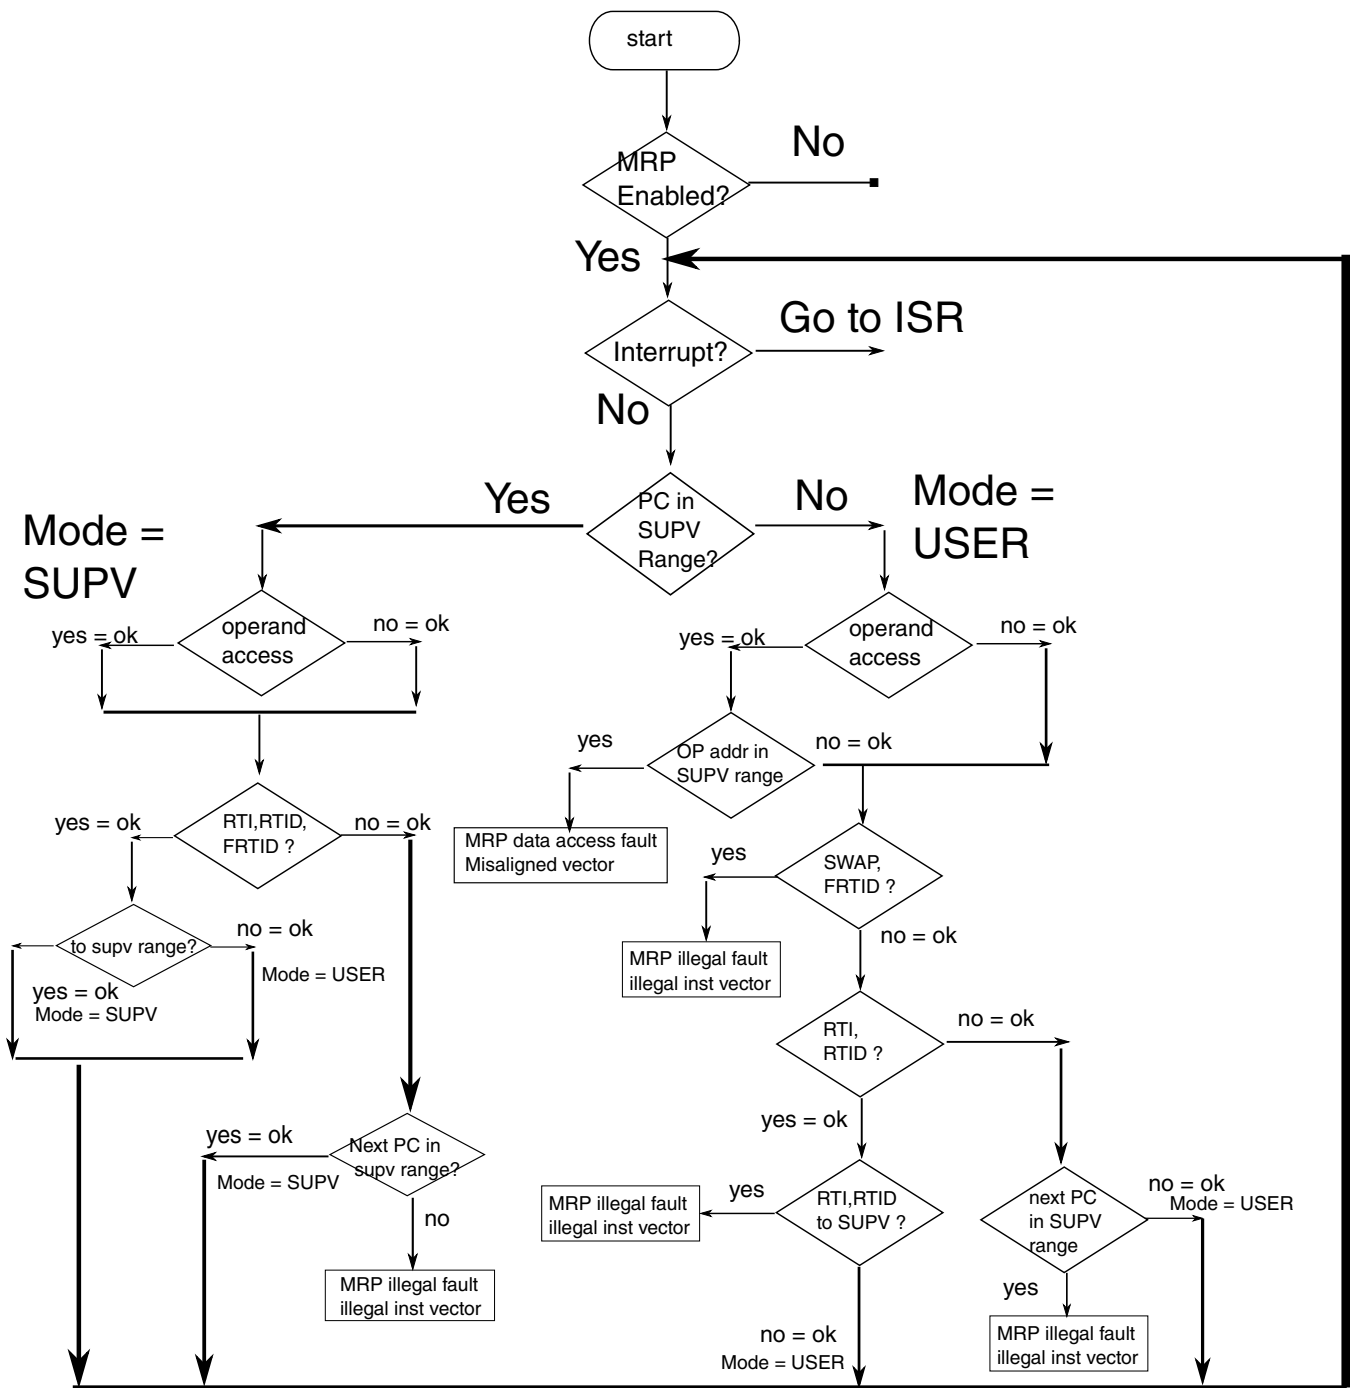 start
No
MRP
Enabled?
Yes
Go to ISR
Interrupt?
No
Yes
PC in
SUPV
Range?
No
Mode =
USER
Mode =
SUPV
yes = ok
operand
access
no = ok
yes = ok
operand
access
no = ok
yes
OP addr in
SUPV range
no = ok
yes = ok
RTI,RTID,
FRTID ?
no = ok
MRP data access fault
Misaligned vector
yes
SWAP,
FRTID ?
to supv range?
no = ok
Mode = USER
yes = ok
Mode = SUPV
no = ok
MRP illegal fault
illegal inst vector
RTI,
RTID ?
no = ok
yes = ok
yes = ok
Next PC in
supv range?
Mode = SUPV
no
MRP illegal fault
illegal inst vector
MRP illegal fault
illegal inst vector
yes
RTI,RTID
to SUPV ?
next PC
in SUPV
range
no = ok
Mode = USER
yes
no = ok
Mode = USER
MRP illegal fault
illegal inst vector